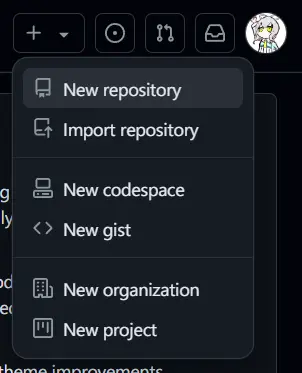 New repository
Import repository
New codespace
New gist
New organization
New project
theme improvements